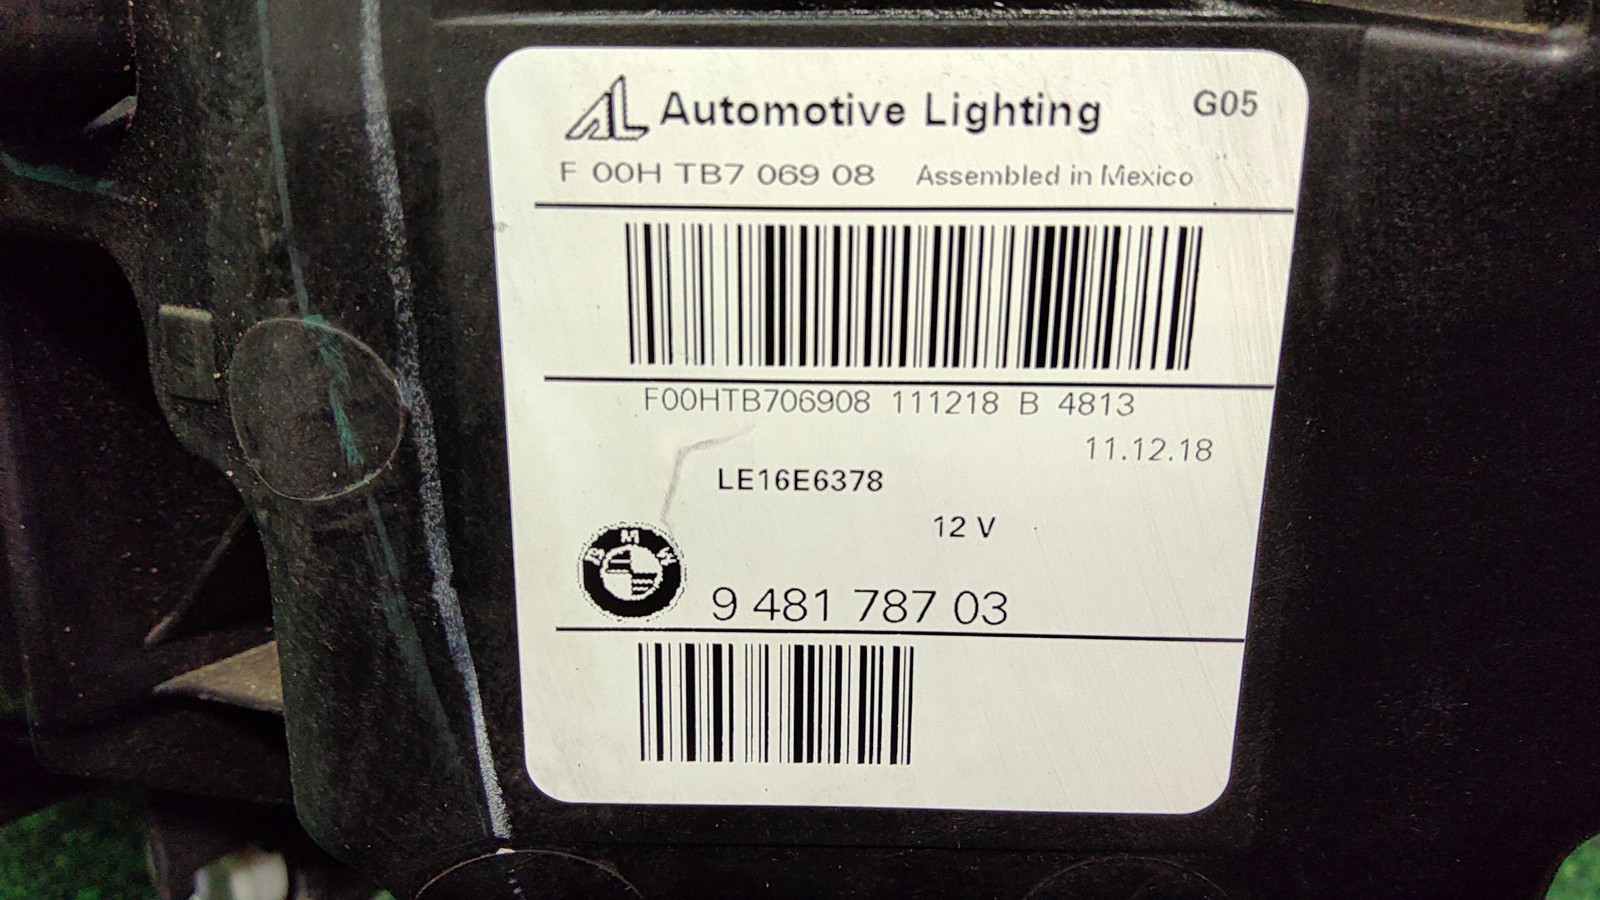 AL Automotive Lighting G05
F 00H TB7 069 08 Assembled in Mexico
F00HTB706908 111218 B 4813
11.12.18
LE16E6378
12 V
BMW
9 481 787 03